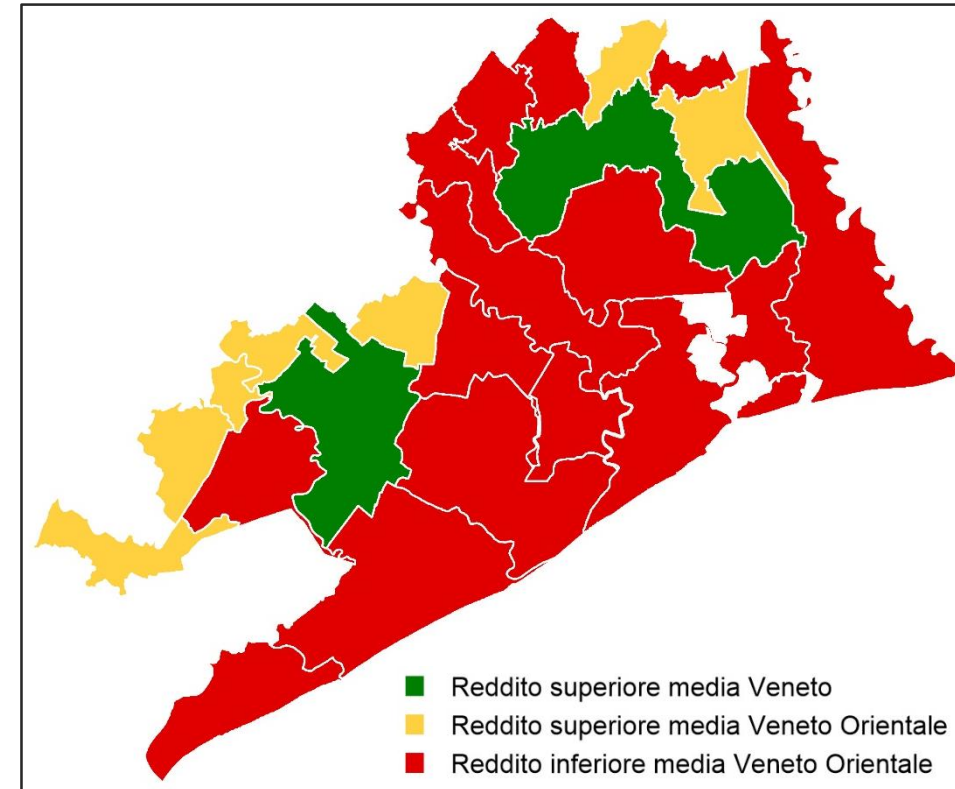 Reddito superiore media Veneto
Reddito superiore media Veneto Orientale
Reddito inferiore media Veneto Orientale